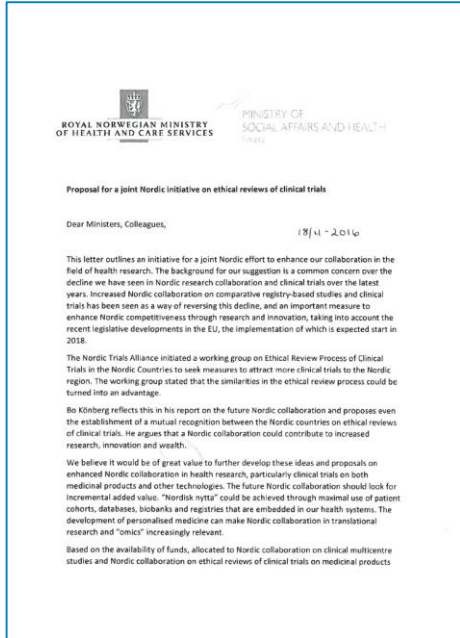 ROYAL NORWEGIAN MINISTRY
OF HEALTH AND CARE SERVICES
MINISTRY OF
SOCIAL AFFAIRS AND HEALTH
Finland
Proposal for a joint Nordic initiative on ethical reviews of clinical trials
Dear Ministers, Colleagues,
18/4-2016
This letter outlines an initiative for a joint Nordic effort to enhance our collaboration in the
field of health research. The background for our suggestion is a common concern over the
decline we have seen in Nordic research collaboration and clinical trials over the latest
years. Increased Nordic collaboration on comparative registry-based studies and clinical
trials has been seen as a way of reversing this decline, and an important measure to
enhance Nordic competitiveness through research and innovation, taking into account the
recent legislative developments in the EU, the implementation of which is expected start in
2018.
The Nordic Trials Alliance initiated a working group on Ethical Review Process of Clinical
Trials in the Nordic Countries to seek measures to attract more clinical trials to the Nordic
region. The working group stated that the similarities in the ethical review process could be
turned into an advantage.
Bo Könberg reflects this in his report on the future Nordic collaboration and proposes even
the establishment of a mutual recognition between the Nordic countries on ethical reviews
of clinical trials. He argues that a Nordic collaboration could contribute to increased
research, innovation and wealth.
We believe it would be of great value to further develop these ideas and proposals on
enhanced Nordic collaboration in health research, particularly clinical trials on both
medicinal products and other technologies. The future Nordic collaboration should look for
incremental added value. "Nordisk nytta" could be achieved through maximal use of patient
cohorts, databases, biobanks and registries that are embedded in our health systems. The
development of personalised medicine can make Nordic collaboration in translational
research and "omics" increasingly relevant.
Based on the availability of funds, allocated to Nordic collaboration on clinical multicentre
studies and Nordic collaboration on ethical reviews of clinical trials on medicinal products